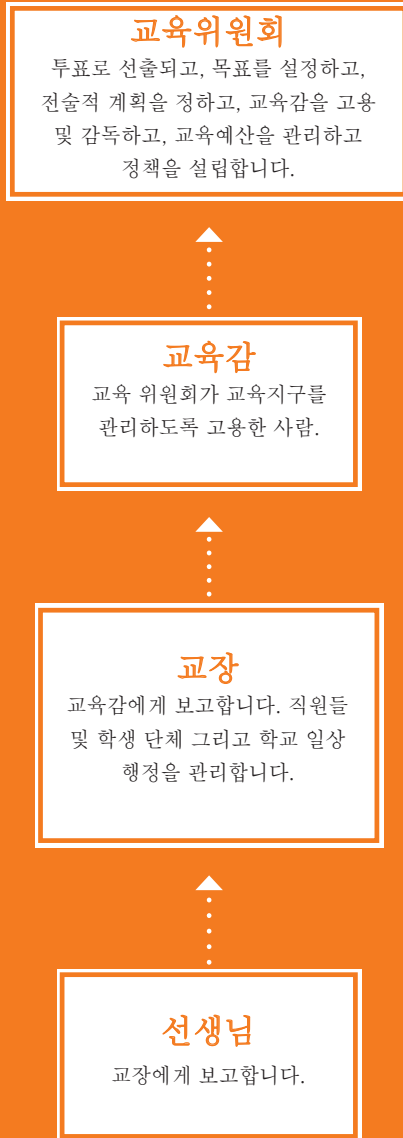 교육위원회
투표로 선출되고, 목표를 설정하고,
전술적 계획을 정하고, 교육감을 고용
및 감독하고, 교육예산을 관리하고
정책을 설립합니다.
교육감
교육 위원회가 교육지구를
관리하도록 고용한 사람.
교장
교육감에게 보고합니다. 직원들
및 학생 단체 그리고 학교 일상
행정을 관리합니다.
선생님
교장에게 보고합니다.